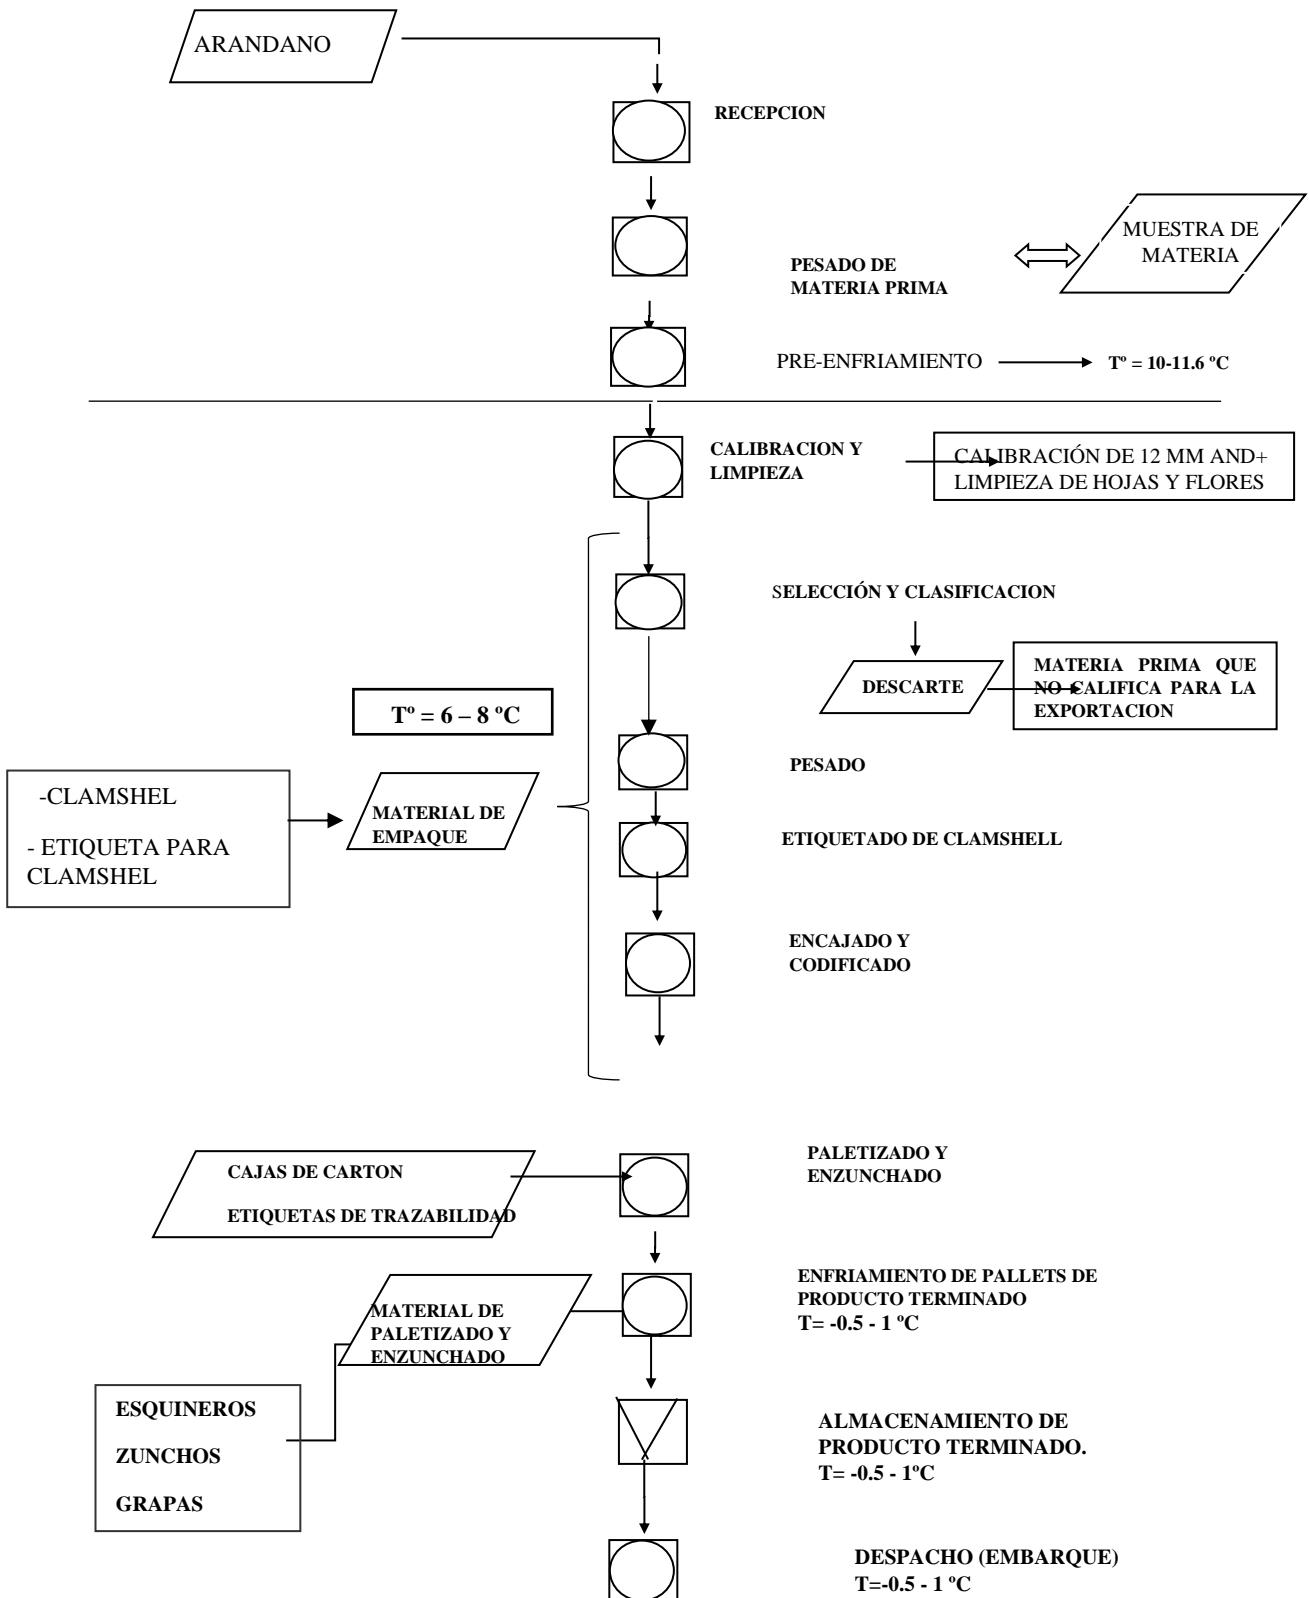 ARANDANO
RECEPCION
MUESTRA DE
MATERIA
PESADO DE
MATERIA PRIMA
PRE-ENFRIAMIENTO
Tº = 10-11.6 ºC
CALIBRACION Y
LIMPIEZA
CALIBRACIÓN DE 12 MM AND+
LIMPIEZA DE HOJAS Y FLORES
SELECCIÓN Y CLASIFICACION
DESCARTE
MATERIA PRIMA QUE
NO CALIFICA PARA LA
EXPORTACION
Tº = 6 – 8 ºC
PESADO
-CLAMSHEL
- ETIQUETA PARA
CLAMSHEL
MATERIAL DE
EMPAQUE
ETIQUETADO DE CLAMSHELL
ENCAJADO Y
CODIFICADO
PALETIZADO Y
ENZUNCHADO
CAJAS DE CARTON
ETIQUETAS DE TRAZABILIDAD
ENFRIAMIENTO DE PALLETS DE
PRODUCTO TERMINADO
T= -0.5 - 1 ºC
MATERIAL DE
PALETIZADO Y
ENZUNCHADO
ESQUINEROS
ZUNCHOS
GRAPAS
ALMACENAMIENTO DE
PRODUCTO TERMINADO.
T= -0.5 - 1ºC
DESPACHO (EMBARQUE)
T=-0.5 - 1 ºC